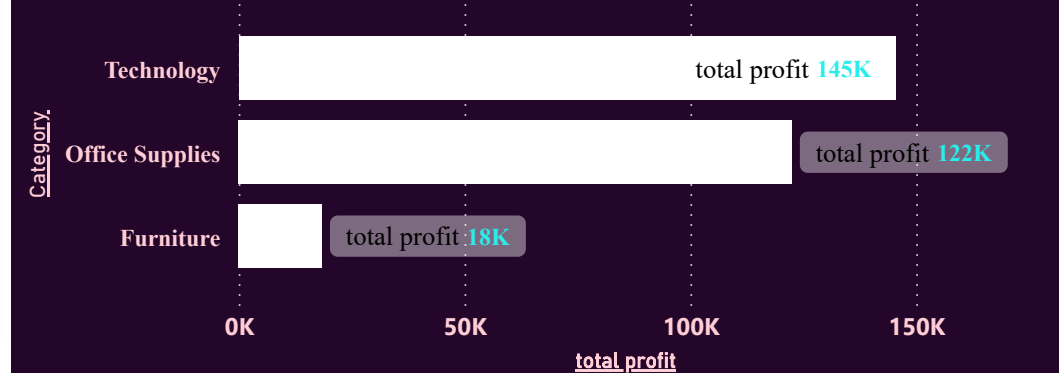 Technology
total profit 145K
Category
Office Supplies
total profit 122K
Furniture
total profit 18K
0K 50K 100K 150K
total profit